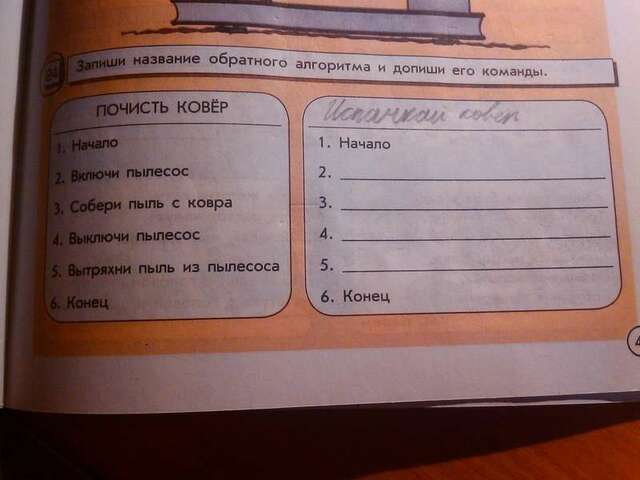 24 Запиши название обратного алгоритма и допиши его команды.
ПОЧИСТЬ КОВЁР
1. Начало
2. Включи пылесос
3. Собери пыль с ковра
4. Выключи пылесос
5. Вытряхни пыль из пылесоса
6. Конец
Испачкай ковёр
1. Начало
2.
3.
4.
5.
6. Конец
4